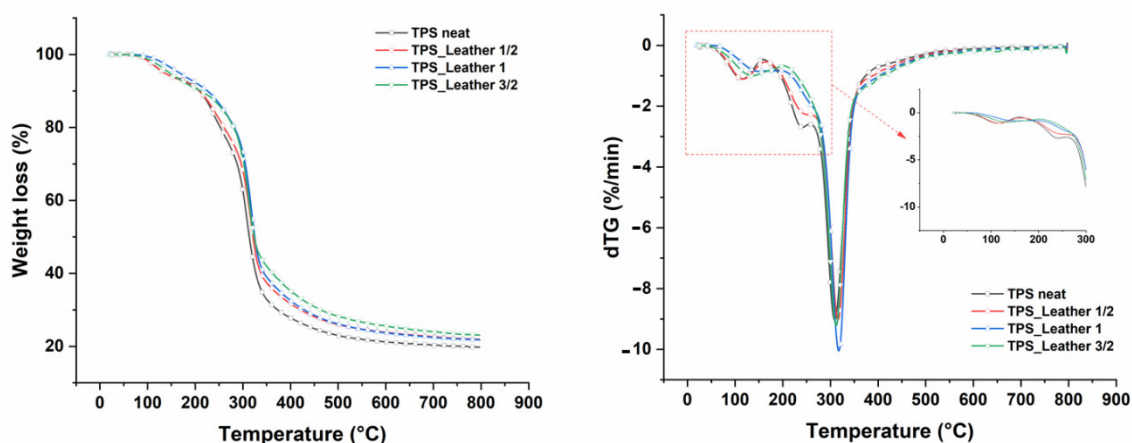 TPS neat
TPS_Leather 1/2
TPS_Leather 1
TPS_Leather 3/2
100
80
60
40
20
Weight loss (%)
0 100 200 300 400 500 600 700 800 900
Temperature (°C)
0
−2
−4
−6
−8
−10
dTG (%/min)
0
-5
-10
0 100 200 300
TPS neat
TPS_Leather 1/2
TPS_Leather 1
TPS_Leather 3/2
0 100 200 300 400 500 600 700 800 900
Temperature (°C)